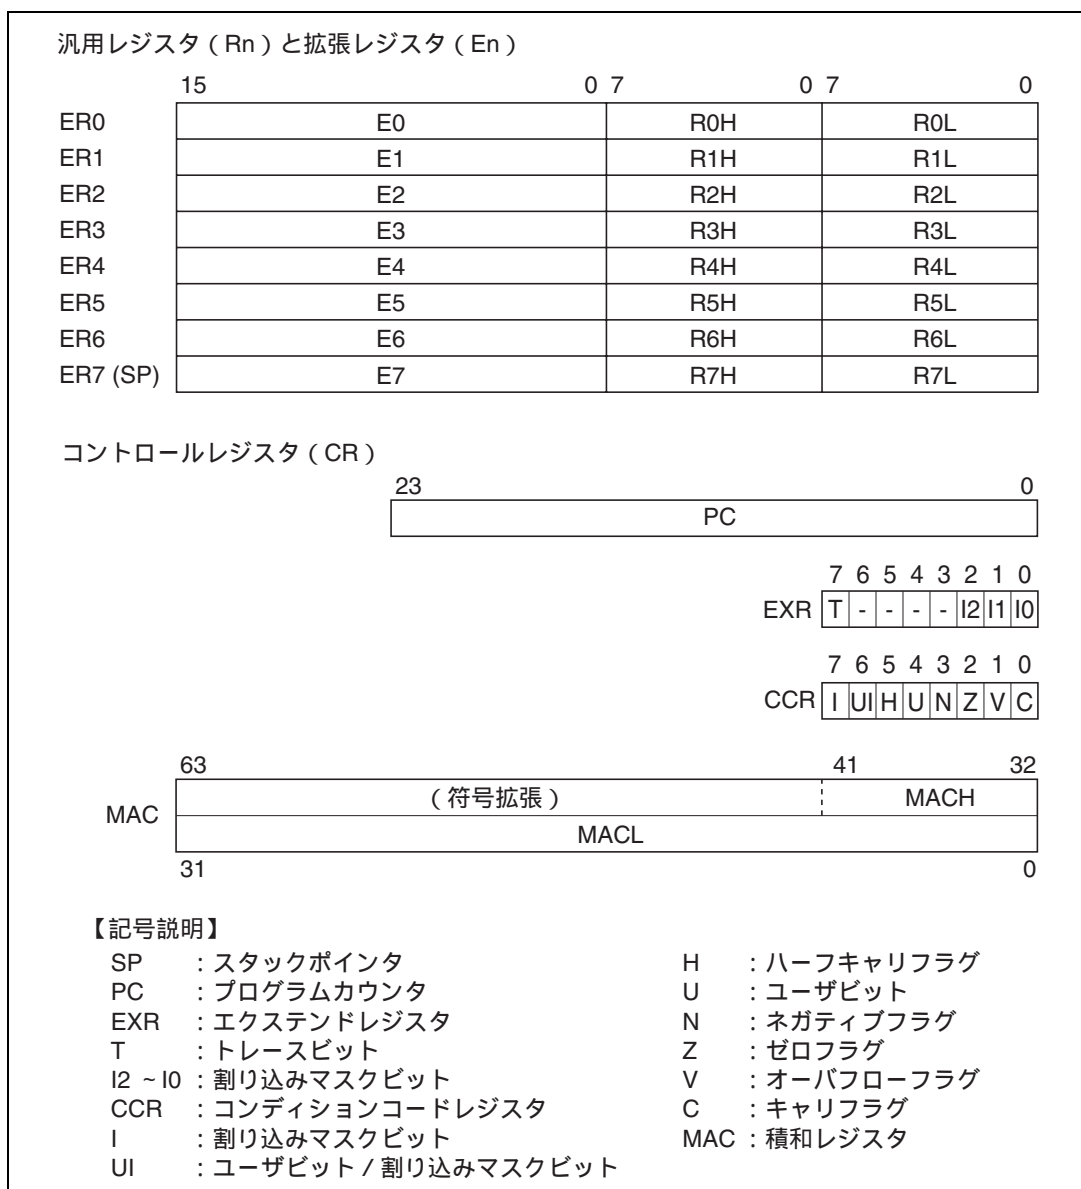 汎用レジスタ ( Rn ) と拡張レジスタ ( En )
15 0 7 0 7 0
ER0 E0 R0H R0L
ER1 E1 R1H R1L
ER2 E2 R2H R2L
ER3 E3 R3H R3L
ER4 E4 R4H R4L
ER5 E5 R5H R5L
ER6 E6 R6H R6L
ER7 (SP) E7 R7H R7L
コントロールレジスタ ( CR )
23 0
PC
7 6 5 4 3 2 1 0
EXR T - - - - I2 I1 I0
7 6 5 4 3 2 1 0
CCR I UI H U N Z V C
63 41 32
MAC ( 符号拡張 ) MACH
MACL
31 0
【記号説明】
SP : スタックポインタ
PC : プログラムカウンタ
EXR : エクステンドレジスタ
T : トレースビット
I2 ~ I0 : 割り込みマスクビット
CCR : コンディションコードレジスタ
I : 割り込みマスクビット
UI : ユーザビット / 割り込みマスクビット
H : ハーフキャリフラグ
U : ユーザビット
N : ネガティブフラグ
Z : ゼロフラグ
V : オーバフローフラグ
C : キャリフラグ
MAC : 積和レジスタ